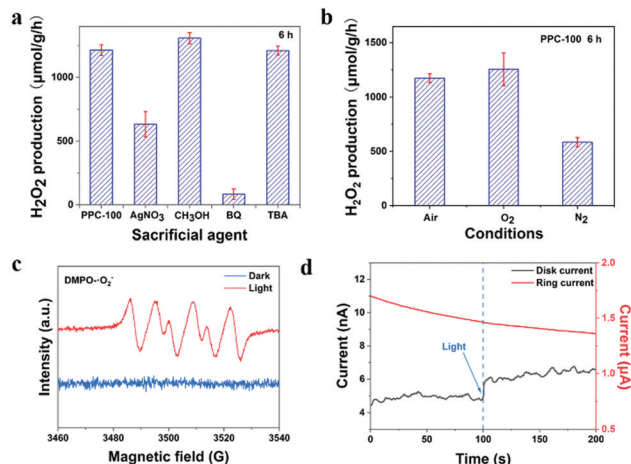 a
6 h
H₂O₂ production (μmol/g/h)
1250
1000
500
0
PPC-100 AgNO₃ CH₃OH BQ TBA
Sacrificial agent
b
PPC-100 6 h
H₂O₂ production (μmol/g/h)
1500
1250
1000
500
0
Air O₂ N₂
Conditions
c
DMPO-·O₂⁻
Dark
Light
Intensity (a.u.)
3460 3480 3500 3520 3540
Magnetic field (G)
d
Disk current
Ring current
Light
Current (nA)
13
12
10
8
6
4
2.0
1.5
1.0
0.5
Current (μA)
0 50 100 150 200
Time (s)